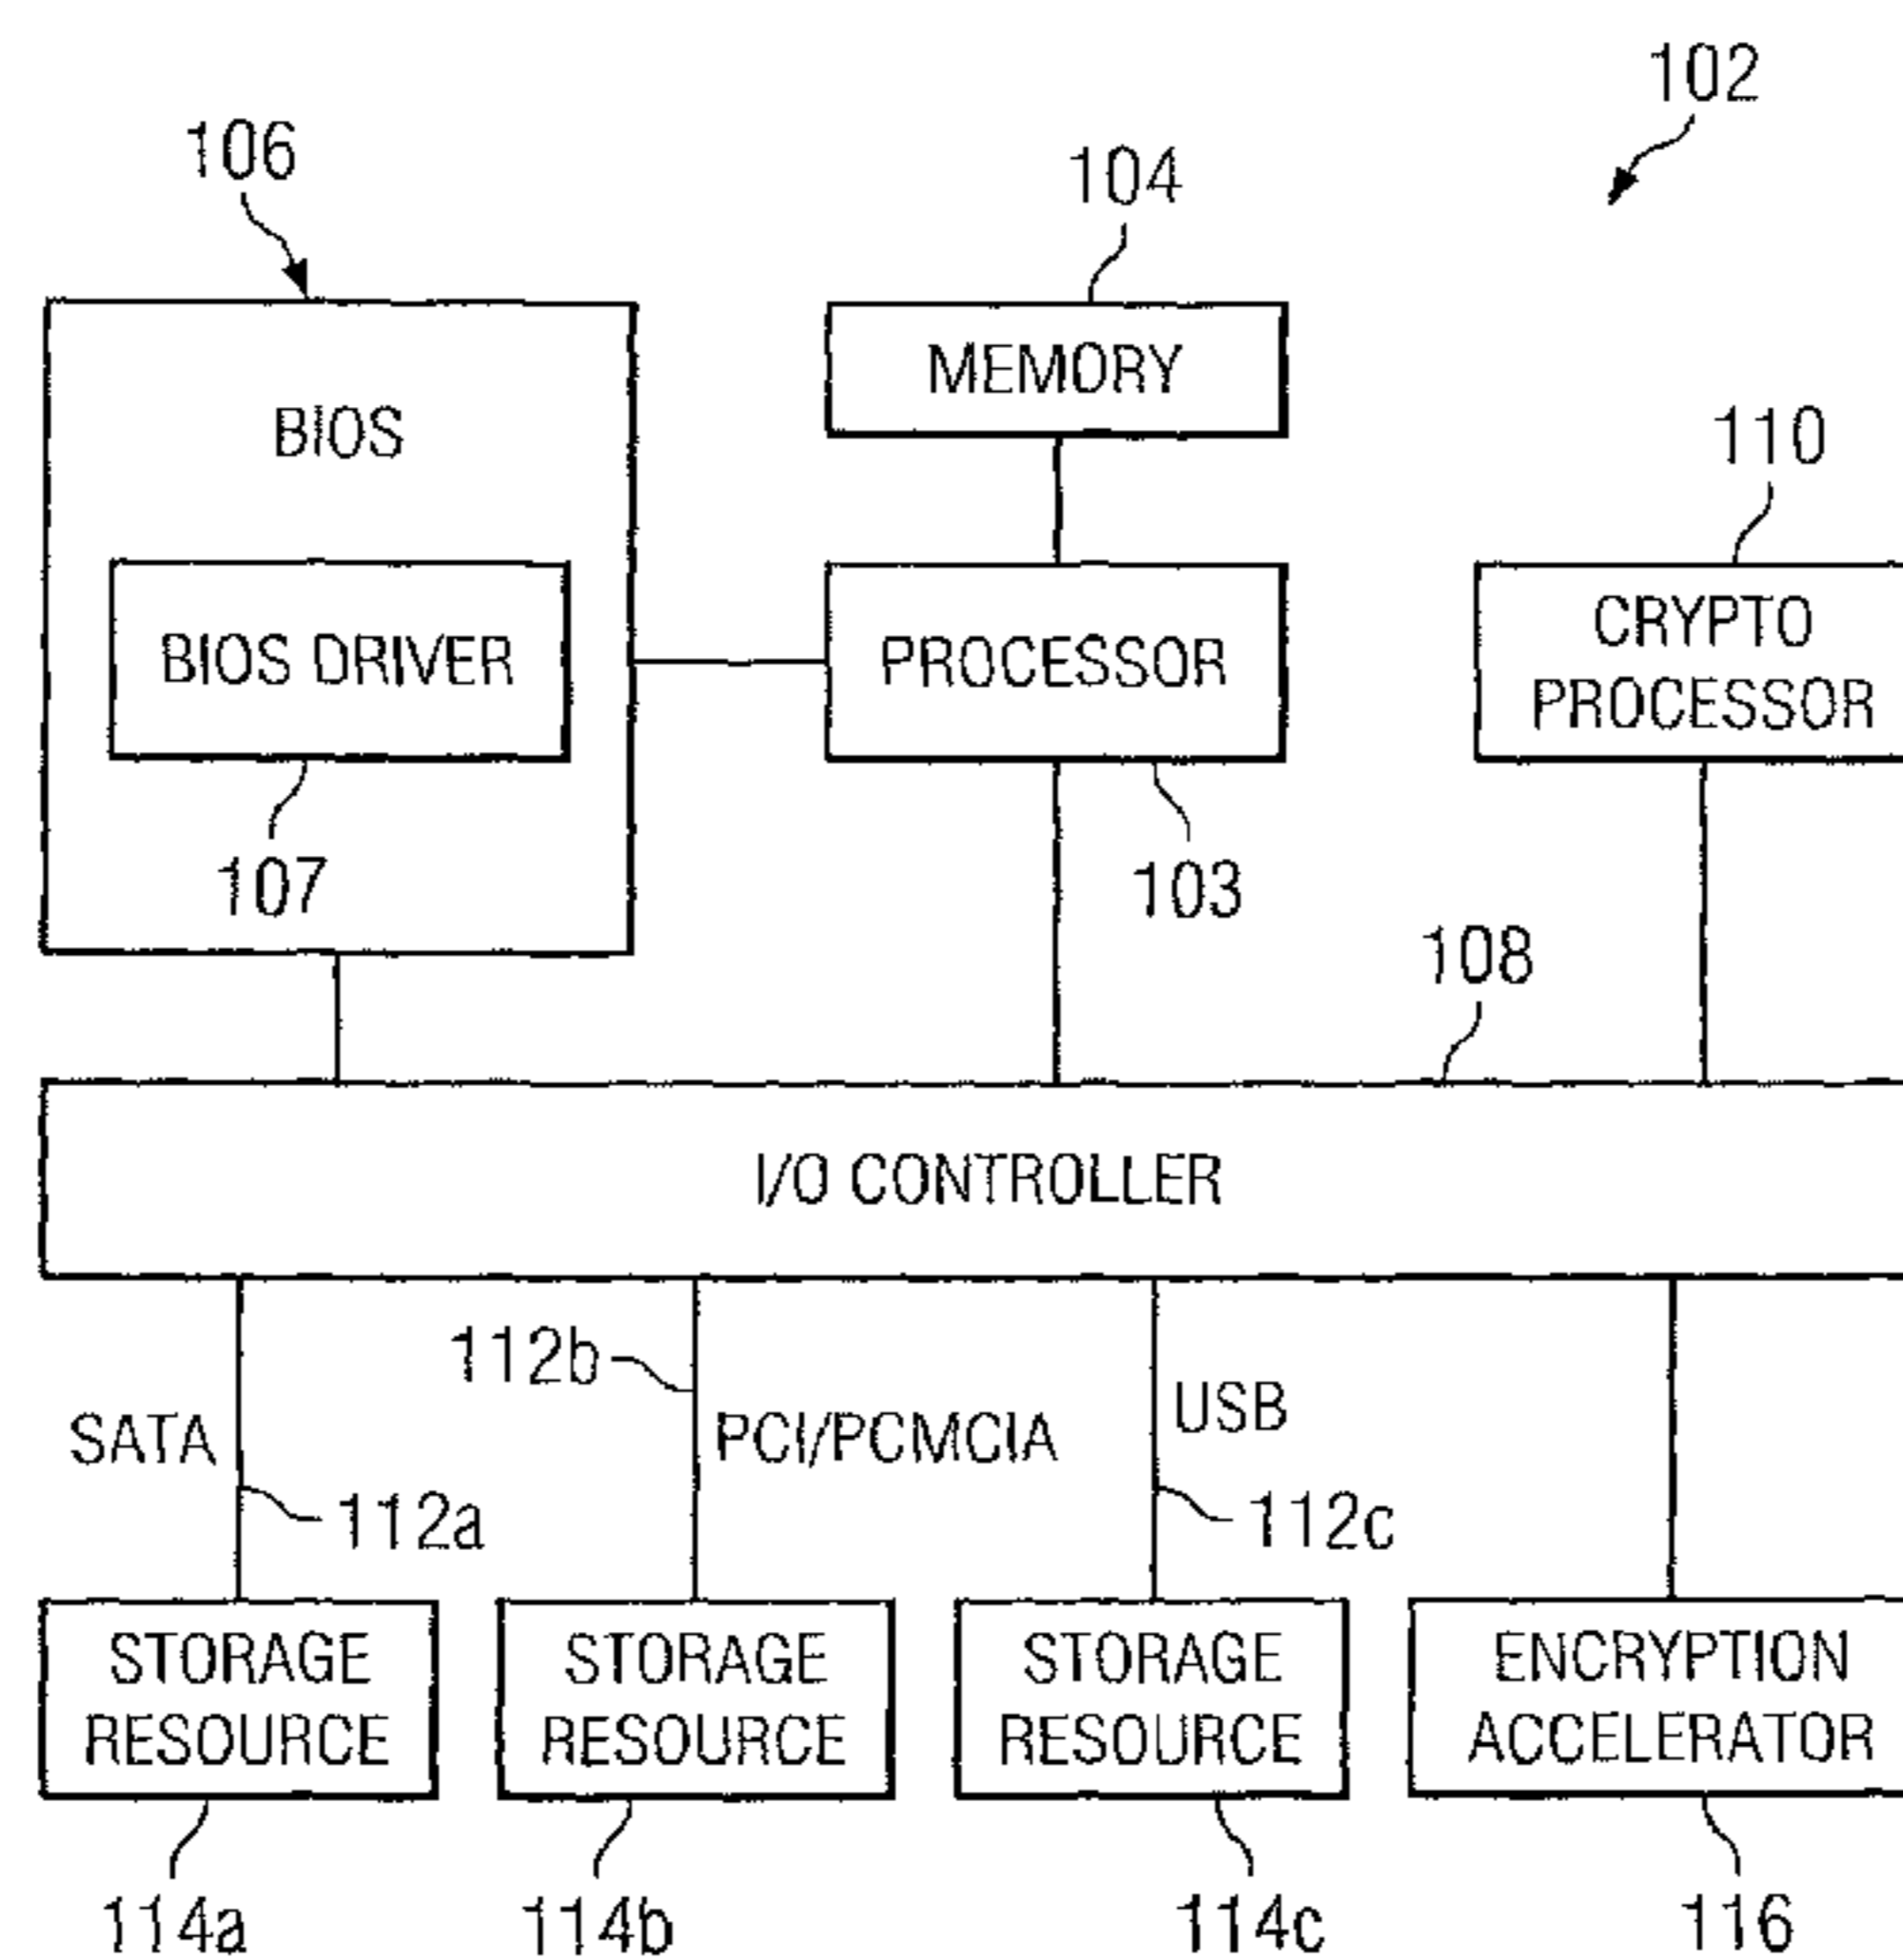 102
106
104
MEMORY
BIOS
110
BIOS DRIVER
PROCESSOR
CRYPTO
PROCESSOR
107
103
108
I/O CONTROLLER
112b
SATA
PCI/PCMCIA
USB
112a
112c
STORAGE
RESOURCE
STORAGE
RESOURCE
STORAGE
RESOURCE
ENCRYPTION
ACCELERATOR
114a
114b
114c
116